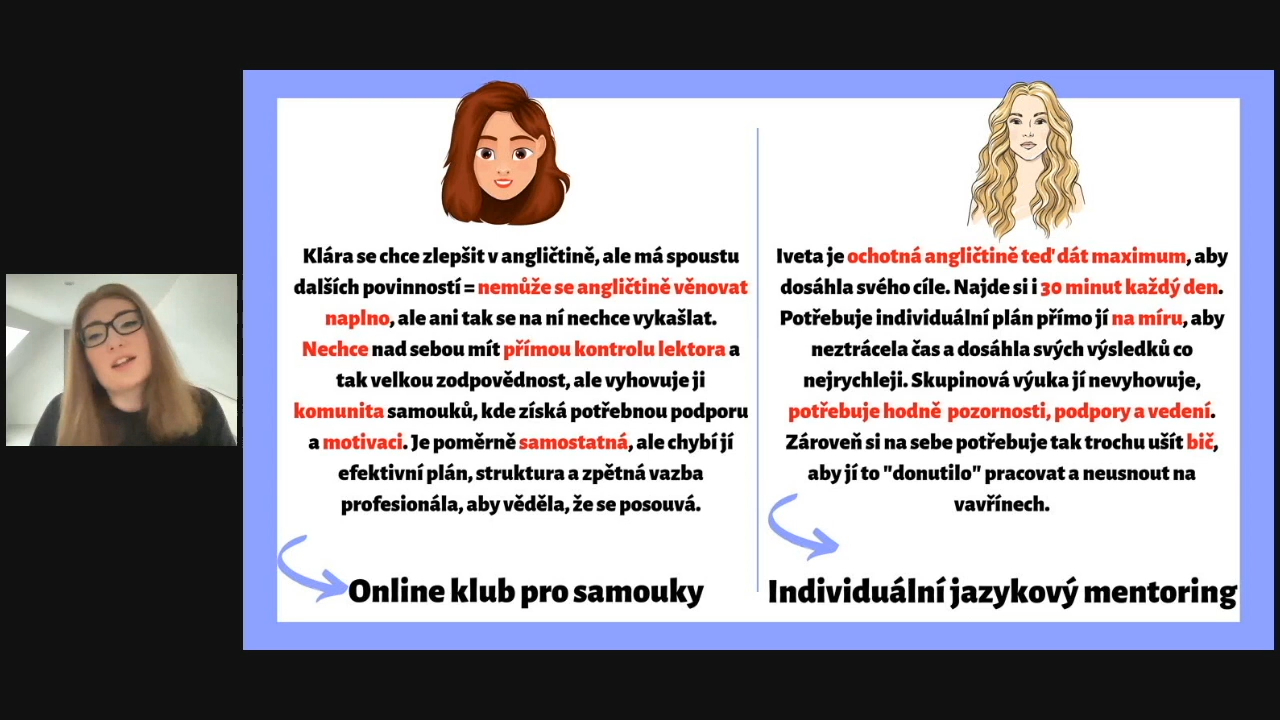 Klára se chce zlepšit v angličtině, ale má spoustu
dalších povinností = nemůže se angličtině věnovat
naplno, ale ani tak se na ní nechce vykašlat.
Nechce nad sebou mít přímou kontrolu lektora a
tak velkou zodpovědnost, ale vyhovuje ji
komunita samouků, kde získá potřebnou podporu
a motivaci. Je poměrně samostatná, ale chybí jí
efektivní plán, struktura a zpětná vazba
profesionála, aby věděla, že se posouvá.
Online klub pro samouky
Iveta je ochotná angličtině teď dát maximum, aby
dosáhla svého cíle. Najde si i 30 minut každý den.
Potřebuje individuální plán přímo jí na míru, aby
neztrácela čas a dosáhla svých výsledků co
nejrychleji. Skupinová výuka jí nevyhovuje,
potřebuje hodně pozornosti, podpory a vedení.
Zároveň si na sebe potřebuje tak trochu ušít bič,
aby jí to "donutilo" pracovat a neusnout na
vavřínech.
Individuální jazykový mentoring